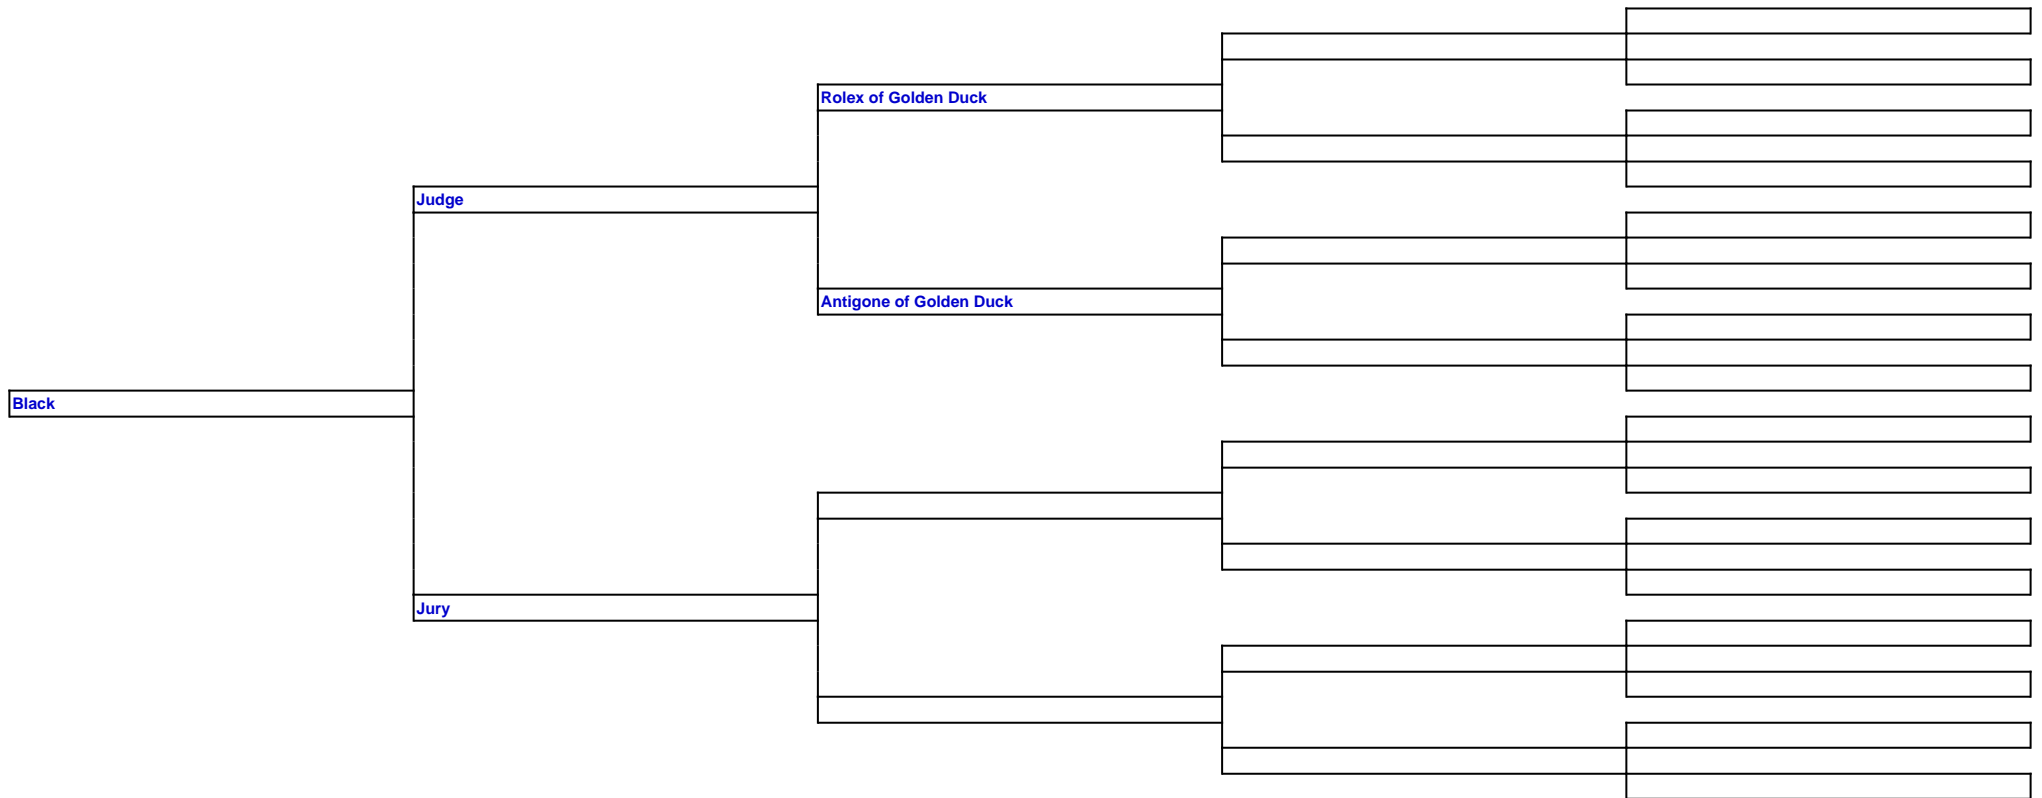 Rolex of Golden Duck
Judge
Antigone of Golden Duck
Black
Jury